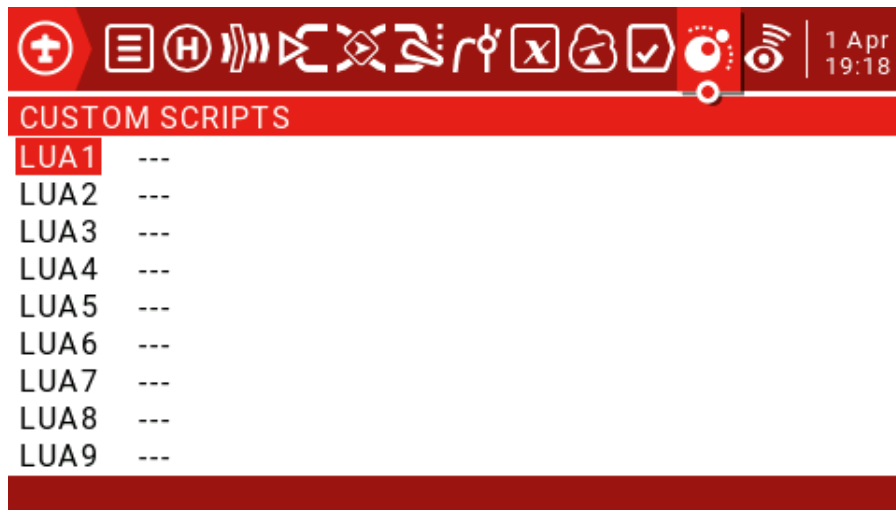 1 Apr
19:18
CUSTOM SCRIPTS
LUA1 ---
LUA2 ---
LUA3 ---
LUA4 ---
LUA5 ---
LUA6 ---
LUA7 ---
LUA8 ---
LUA9 ---